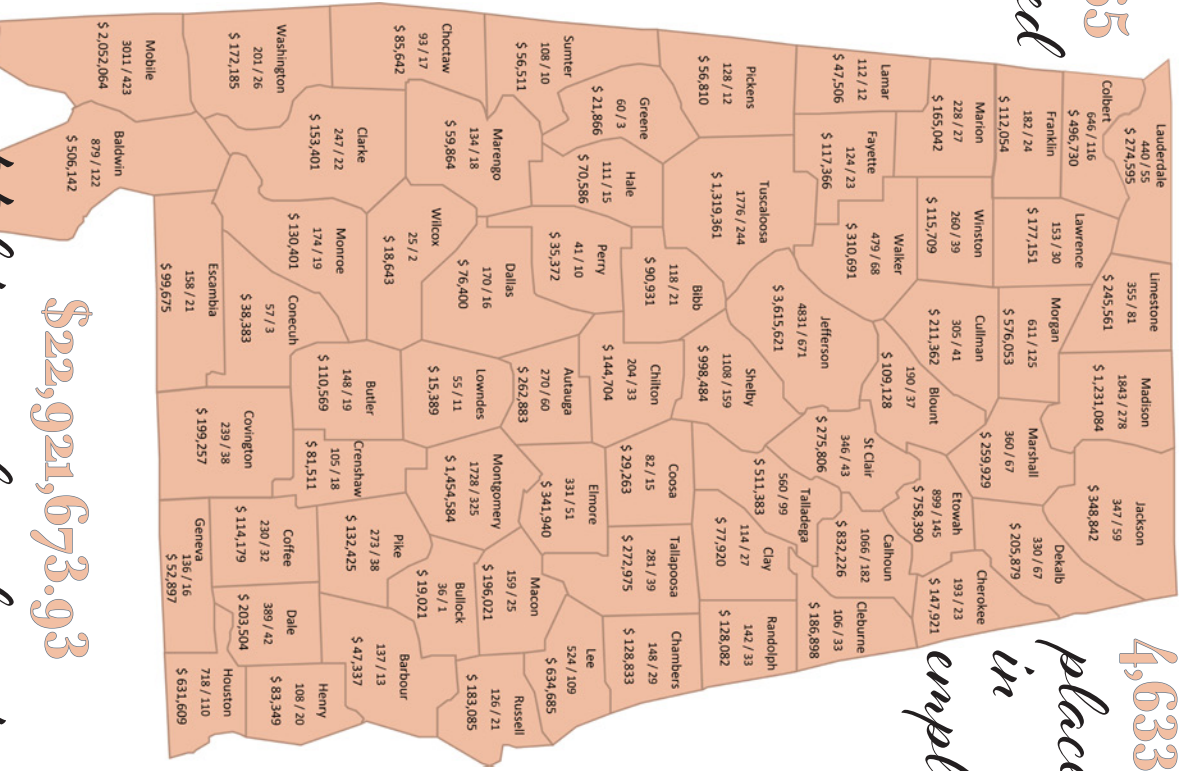 4,633
place
65
in
ed
empl
Lauderdale
440 / 55
$ 274,595
Limestone
355 / 81
$ 245,561
Madison
1843 / 278
$ 1,231,084
Jackson
347 / 59
$ 348,842
Colbert
646 / 116
$ 496,730
Lawrence
153 / 30
$ 177,151
Morgan
611 / 125
$ 576,053
Marshall
360 / 67
$ 259,929
Dekalb
330 / 67
$ 205,879
Franklin
182 / 24
$ 112,054
Marion
228 / 27
$ 165,042
Winston
260 / 39
$ 115,709
Cullman
305 / 41
$ 211,362
Blount
190 / 37
$ 109,128
Etowah
899 / 145
$ 758,390
Cherokee
193 / 23
$ 147,921
Lamar
112 / 12
$ 47,506
Fayette
124 / 23
$ 117,366
Walker
479 / 68
$ 310,691
Jefferson
4831 / 671
$ 3,615,621
St Clair
346 / 43
$ 275,806
Calhoun
1066 / 182
$ 832,226
Cleburne
106 / 33
$ 186,898
Pickens
128 / 12
$ 56,810
Tuscaloosa
1776 / 244
$ 1,319,361
Bibb
118 / 21
$ 90,931
Shelby
1108 / 159
$ 998,484
Talladega
560 / 99
$ 511,383
Clay
114 / 27
$ 77,920
Randolph
142 / 33
$ 128,082
Sumter
108 / 10
$ 56,511
Greene
60 / 3
$ 21,866
Hale
111 / 15
$ 70,586
Perry
41 / 10
$ 35,372
Chilton
204 / 33
$ 144,704
Coosa
82 / 15
$ 29,263
Tallapoosa
281 / 39
$ 272,975
Chambers
148 / 29
$ 128,833
Choctaw
93 / 17
$ 85,642
Marengo
134 / 18
$ 59,864
Dallas
170 / 16
$ 76,400
Autauga
270 / 60
$ 262,883
Elmore
331 / 51
$ 341,940
Lee
524 / 109
$ 634,685
Wilcox
25 / 2
$ 18,643
Lowndes
55 / 11
$ 15,389
Montgomery
1728 / 325
$ 1,454,584
Macon
159 / 25
$ 196,021
Russell
126 / 21
$ 183,085
Bullock
36 / 1
$ 19,021
Washington
201 / 26
$ 172,185
Clarke
247 / 22
$ 153,401
Monroe
174 / 19
$ 130,401
Butler
148 / 19
$ 110,569
Crenshaw
105 / 18
$ 81,511
Pike
273 / 38
$ 132,425
Barbour
137 / 13
$ 47,337
Conecuh
57 / 3
$ 38,383
Coffee
230 / 32
$ 114,179
Dale
389 / 42
$ 203,504
Henry
108 / 20
$ 83,349
Mobile
3011 / 423
$ 2,052,064
Baldwin
879 / 122
$ 506,142
Escambia
158 / 21
$ 99,675
Covington
239 / 38
$ 199,257
Geneva
136 / 16
$ 52,897
Houston
718 / 110
$ 631,609
$22,921,673.93